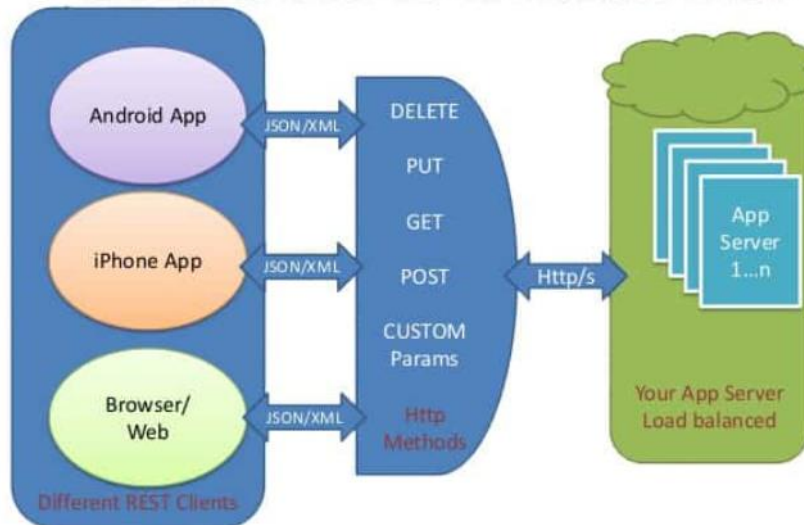 Android App
iPhone App
Browser/
Web
Different REST Clients
JSON/XML
JSON/XML
JSON/XML
DELETE
PUT
GET
POST
CUSTOM
Params
Http
Methods
Http/s
App
Server
1...n
Your App Server
Load balanced